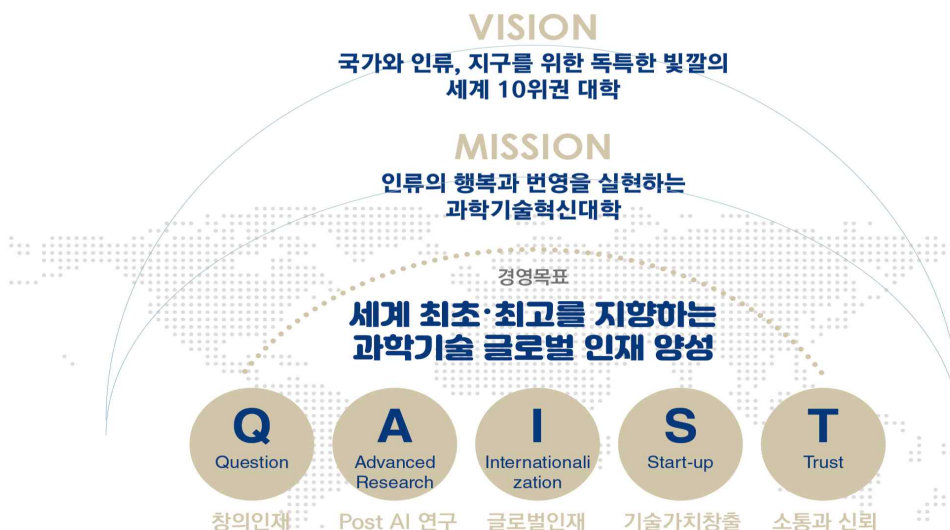 VISION
국가와 인류, 지구를 위한 독특한 빛깔의
세계 10위권 대학
MISSION
인류의 행복과 번영을 실현하는
과학기술혁신대학
경영목표
세계 최초·최고를 지향하는
과학기술 글로벌 인재 양성
Q
Question
창의인재
A
Advanced
Research
Post AI 연구
I
Internationali
zation
글로벌인재
S
Start-up
기술가치창출
T
Trust
소통과 신뢰